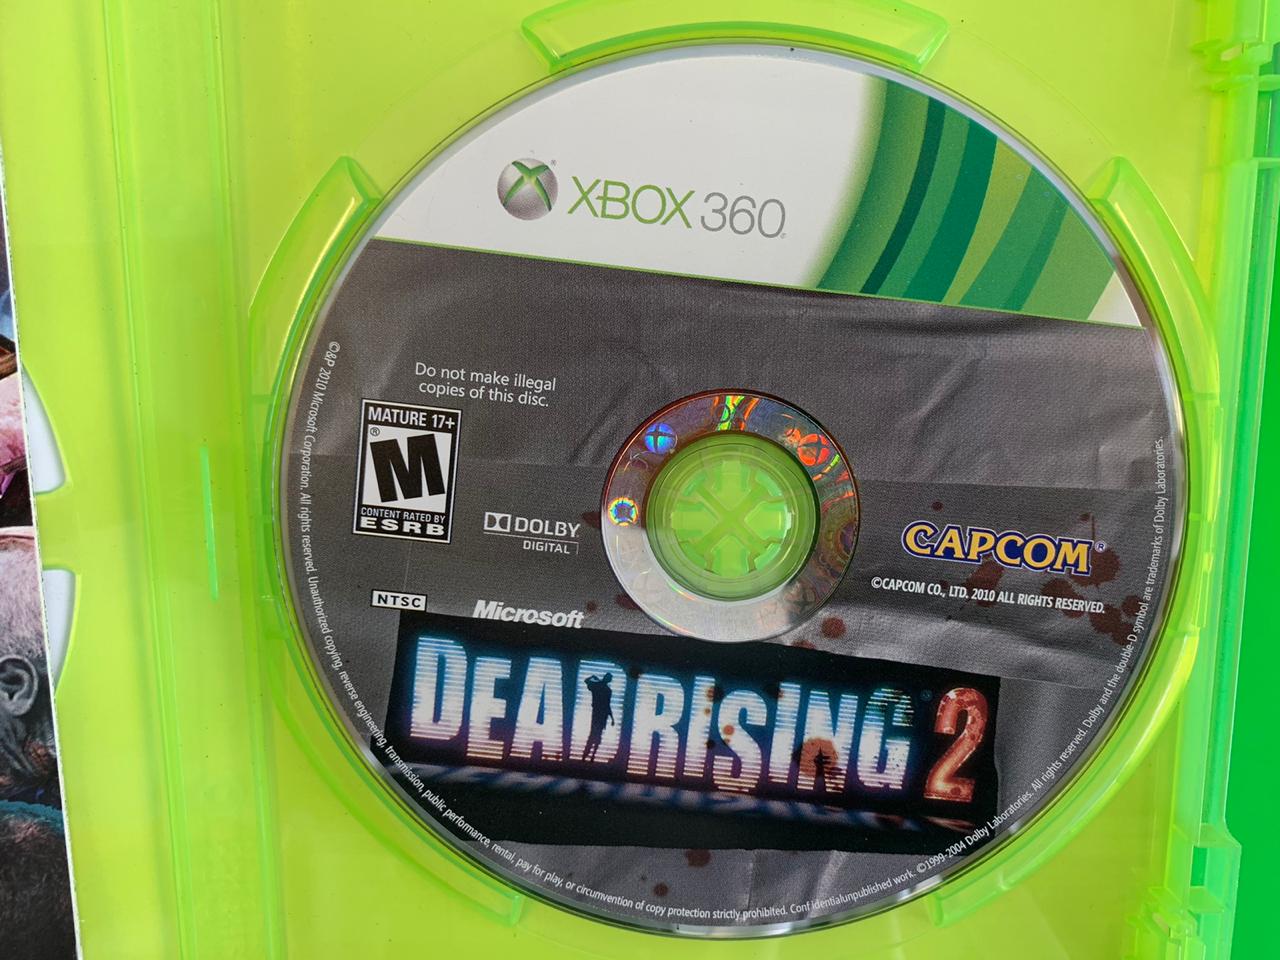 XBOX 360
Do not make illegal
copies of this disc.
MATURE 17+
M
CONTENT RATED BY
ESRB
DOLBY
DIGITAL
CAPCOM
©CAPCOM CO., LTD. 2010 ALL RIGHTS RESERVED.
NTSC
Microsoft
DEADRISING 2
©&℗ 2010 Microsoft Corporation. All rights reserved. Unauthorized copying, reverse engineering, transmission, public performance, rental, pay for play, or circumvention of copy protection strictly prohibited. Conf identialunpublished work. ©1999-2004 Dolby Laboratories. All rights reserved. Dolby and the double-D symbol are trademarks of Dolby Laboratories.